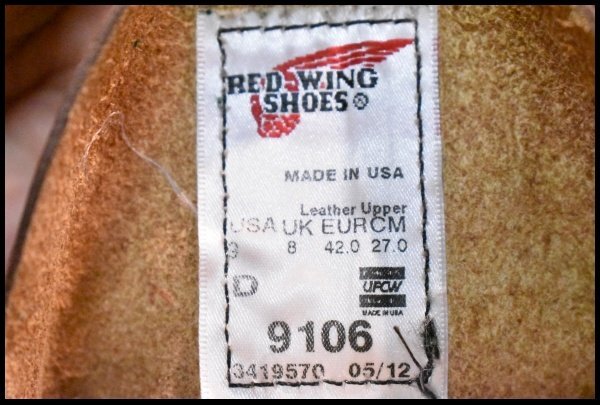 RED WING
SHOES®
MADE IN USA
Leather Upper
USA UK EUR CM
9 8 42.0 27.0
D
UFCW
MADE IN USA
9106
3419570 05/12